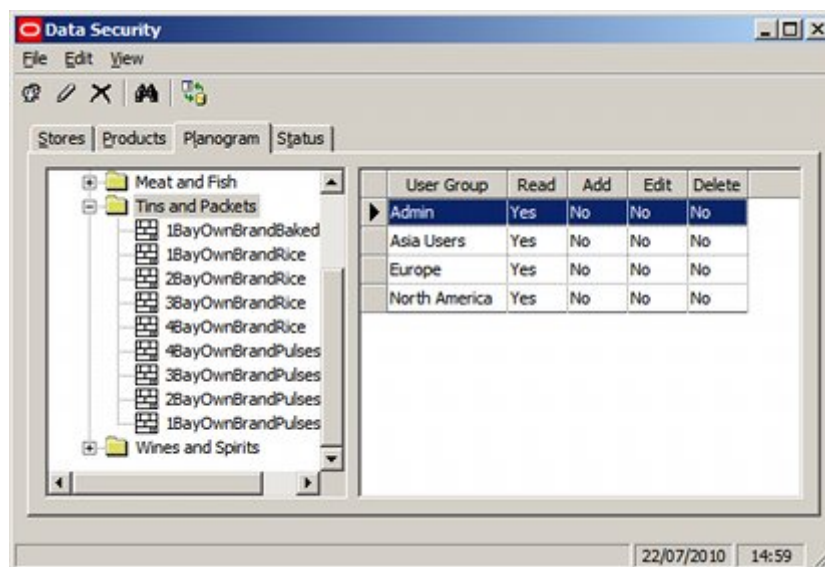 Data Security
File Edit View
Stores Products Planogram Status
Meat and Fish
Tins and Packets
1BayOwnBrandBaked
1BayOwnBrandRice
2BayOwnBrandRice
3BayOwnBrandRice
4BayOwnBrandRice
4BayOwnBrandPulses
3BayOwnBrandPulses
2BayOwnBrandPulses
1BayOwnBrandPulses
Wines and Spirits
User Group Read Add Edit Delete
Admin Yes No No No
Asia Users Yes No No No
Europe Yes No No No
North America Yes No No No
22/07/2010 14:59